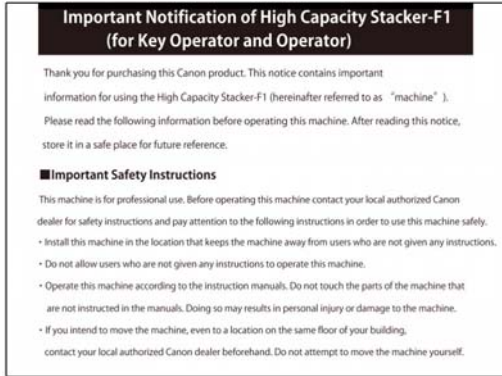 Important Notification of High Capacity Stacker-F1
(for Key Operator and Operator)
Thank you for purchasing this Canon product. This notice contains important
information for using the High Capacity Stacker-F1 (hereinafter referred to as “machine”).
Please read the following information before operating this machine. After reading this notice,
store it in a safe place for future reference.
■Important Safety Instructions
This machine is for professional use. Before operating this machine contact your local authorized Canon
dealer for safety instructions and pay attention to the following instructions in order to use this machine safely.
・Install this machine in the location that keeps the machine away from users who are not given any instructions.
・Do not allow users who are not given any instructions to operate this machine.
・Operate this machine according to the instruction manuals. Do not touch the parts of the machine that
are not instructed in the manuals. Doing so may results in personal injury or damage to the machine.
・If you intend to move the machine, even to a location on the same floor of your building,
contact your local authorized Canon dealer beforehand. Do not attempt to move the machine yourself.